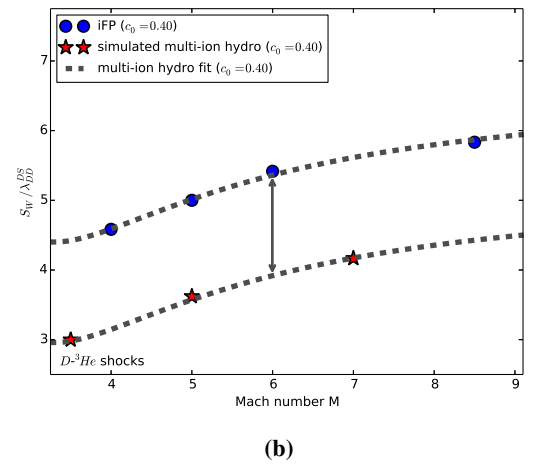 iFP (c₀ = 0.40)
simulated multi-ion hydro (c₀ = 0.40)
multi-ion hydro fit (c₀ = 0.40)
7
6
5
4
3
S_W / λ_DD^DS
D-³He shocks
4 5 6 7 8 9
Mach number M
(b)